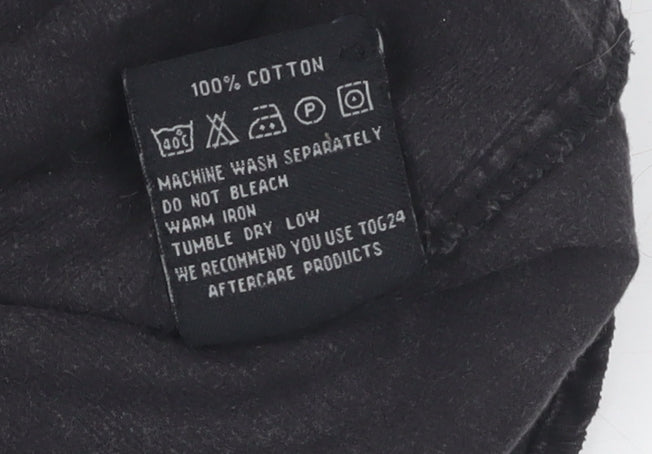 100% COTTON
40C P
MACHINE WASH SEPARATELY
DO NOT BLEACH
WARM IRON
TUMBLE DRY LOW
WE RECOMMEND YOU USE TOG24
AFTERCARE PRODUCTS